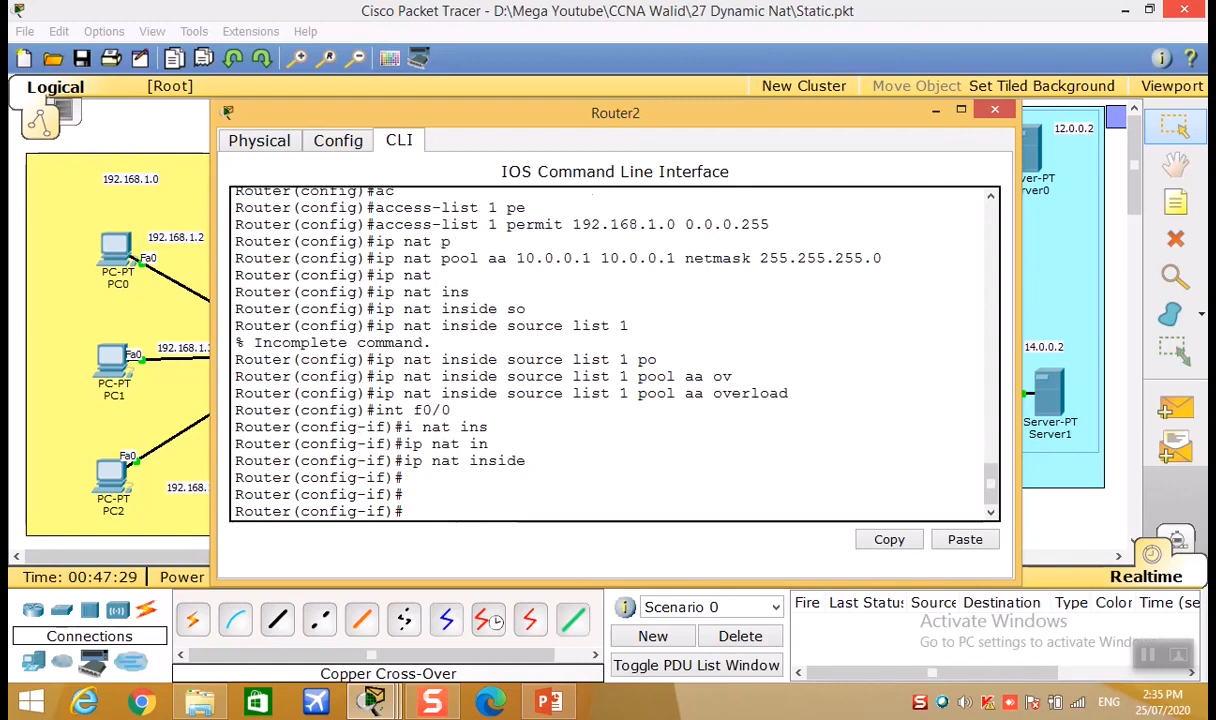 Cisco Packet Tracer - D:\Mega Youtube\CCNA Walid\27 Dynamic Nat\Static.pkt
File Edit Options View Tools Extensions Help
Logical [Root] New Cluster Move Object Set Tiled Background Viewport
Router2
Physical Config CLI
IOS Command Line Interface
Router(config)#ac
Router(config)#access-list 1 pe
Router(config)#access-list 1 permit 192.168.1.0 0.0.0.255
Router(config)#ip nat p
Router(config)#ip nat pool aa 10.0.0.1 10.0.0.1 netmask 255.255.255.0
Router(config)#ip nat
Router(config)#ip nat ins
Router(config)#ip nat inside so
Router(config)#ip nat inside source list 1
% Incomplete command.
Router(config)#ip nat inside source list 1 po
Router(config)#ip nat inside source list 1 pool aa ov
Router(config)#ip nat inside source list 1 pool aa overload
Router(config)#int f0/0
Router(config-if)#i nat ins
Router(config-if)#ip nat in
Router(config-if)#ip nat inside
Router(config-if)#
Router(config-if)#
Router(config-if)#
Copy Paste
192.168.1.0
192.168.1.2
Fa0
PC-PT
PC0
192.168.1.
Fa0
PC-PT
PC1
Fa0
192.168.
PC-PT
PC2
12.0.0.2
rver-PT
rver0
14.0.0.2
Server-PT
Server1
Time: 00:47:29 Power
Realtime
Connections
Copper Cross-Over
Scenario 0
New Delete
Toggle PDU List Window
Fire Last Status Source Destination Type Color Time (se
Activate Windows
Go to PC settings to activate Wind
ENG
2:35 PM
25/07/2020